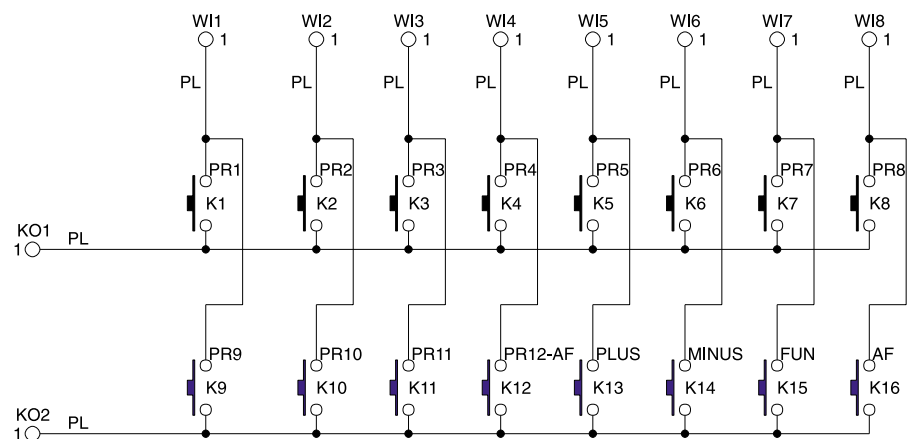 WI1 WI2 WI3 WI4 WI5 WI6 WI7 WI8
1 1 1 1 1 1 1 1
PL PL PL PL PL PL PL PL
PR1 PR2 PR3 PR4 PR5 PR6 PR7 PR8
K1 K2 K3 K4 K5 K6 K7 K8
KO1 PL
1
PR9 PR10 PR11 PR12-AF PLUS MINUS FUN AF
K9 K10 K11 K12 K13 K14 K15 K16
KO2 PL
1